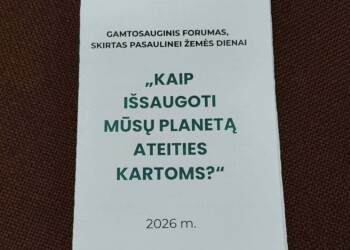 GAMTOSAUGINIS FORUMAS,
SKIRTAS PASAULINEI ŽEMĖS DIENAI
„KAIP
IŠSAUGOTI
MŪSŲ PLANETĄ
ATEITIES
KARTOMS?“
2026 m.